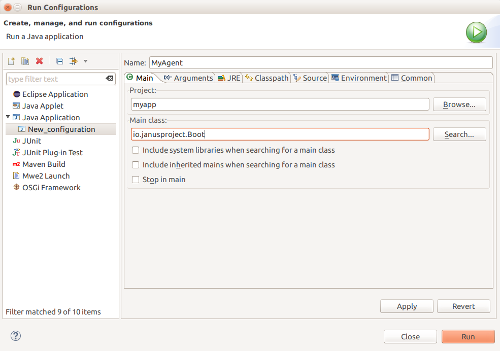 Run Configurations
Create, manage, and run configurations
Run a Java application
type filter text
Eclipse Application
Java Applet
Java Application
New_configuration
JUnit
JUnit Plug-in Test
Maven Build
Mwe2 Launch
OSGi Framework
Filter matched 9 of 10 items
Name: MyAgent
Main Arguments JRE Classpath Source Environment Common
Project:
myapp Browse...
Main class:
io.janusproject.Boot Search...
Include system libraries when searching for a main class
Include inherited mains when searching for a main class
Stop in main
Apply Revert
Close Run